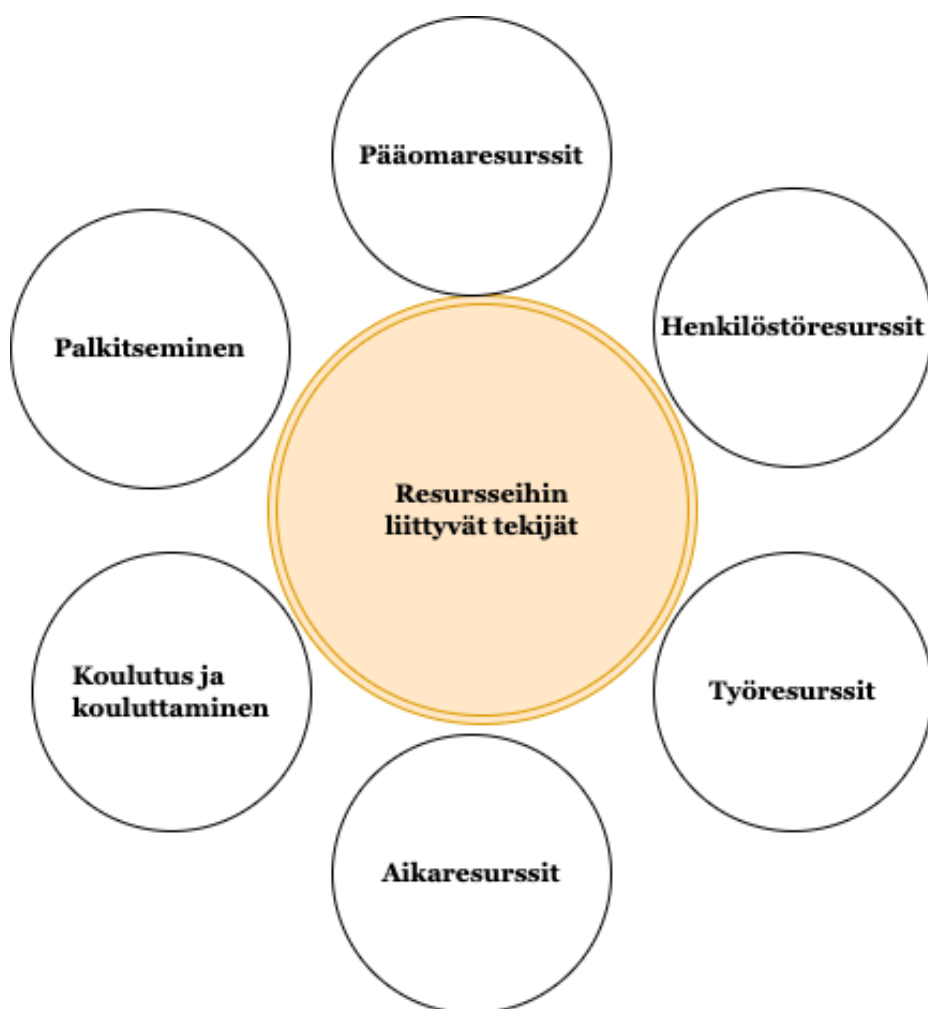 Pääomaresurssit
Henkilöstöresurssit
Palkitseminen
Resursseihin
liittyvät tekijät
Koulutus ja
kouluttaminen
Työresurssit
Aikaresurssit